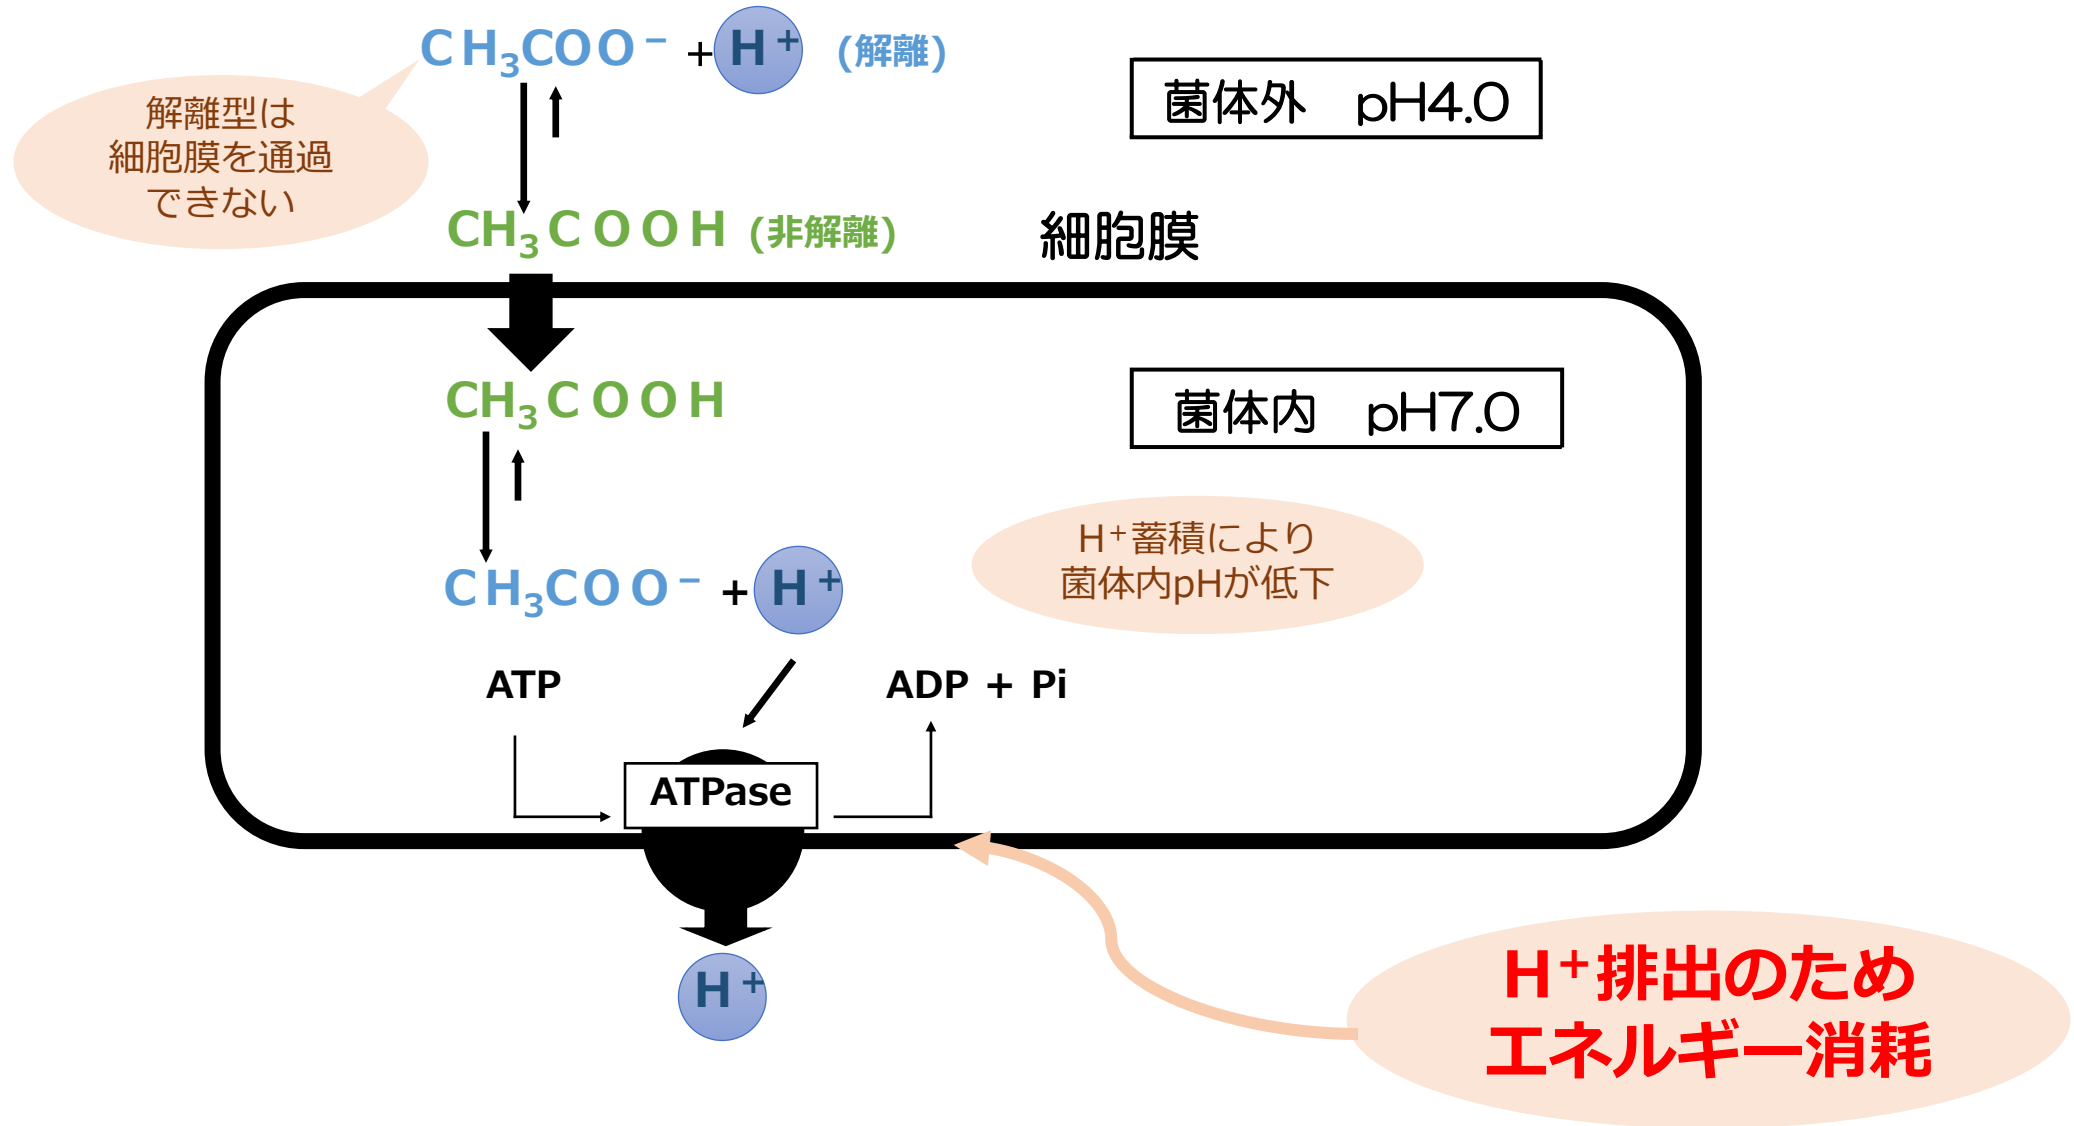 CH₃COO⁻ + H⁺ (解離)
解離型は
細胞膜を通過
できない
菌体外 pH4.0
CH₃COOH (非解離)
細胞膜
CH₃COOH
菌体内 pH7.0
H⁺蓄積により
菌体内pHが低下
CH₃COO⁻ + H⁺
ATP
ADP + Pi
ATPase
H⁺
H⁺排出のため
エネルギー消耗